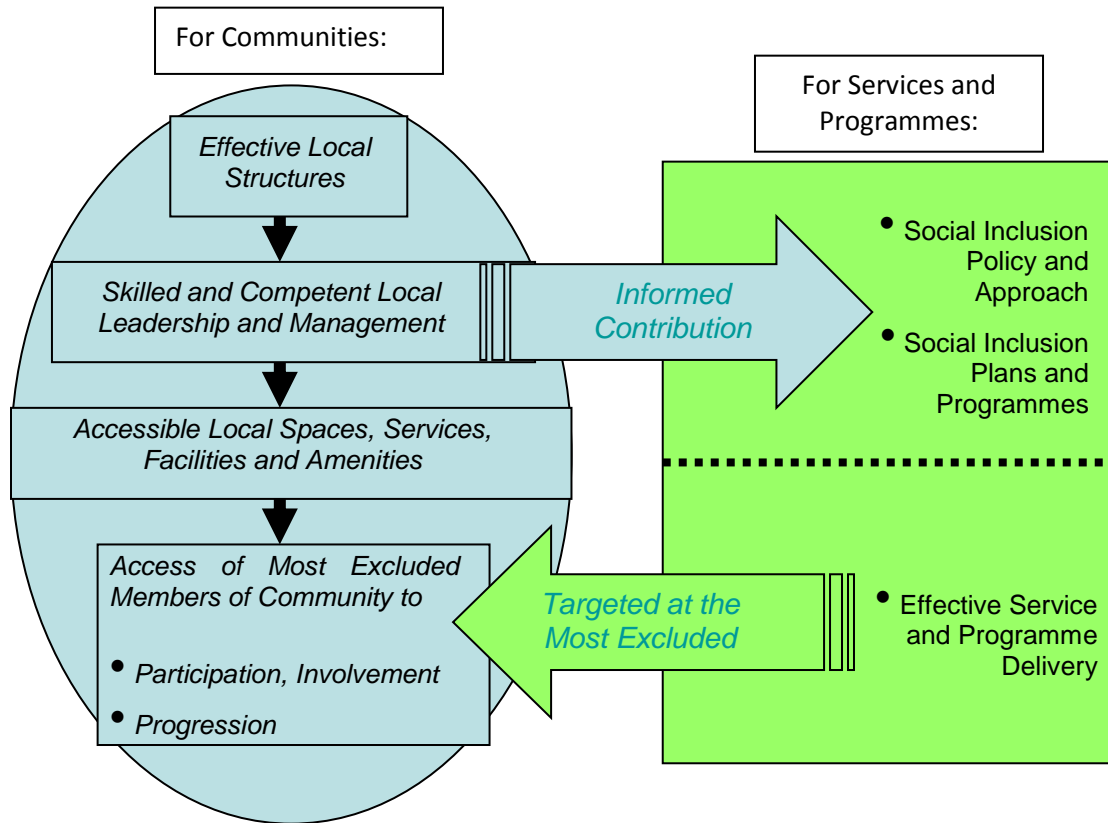 For Communities:
Effective Local
Structures
Skilled and Competent Local
Leadership and Management
Accessible Local Spaces, Services,
Facilities and Amenities
Access of Most Excluded
Members of Community to
• Participation, Involvement
• Progression
Informed
Contribution
Targeted at the
Most Excluded
For Services and
Programmes:
• Social Inclusion
Policy and
Approach
• Social Inclusion
Plans and
Programmes
• Effective Service
and Programme
Delivery